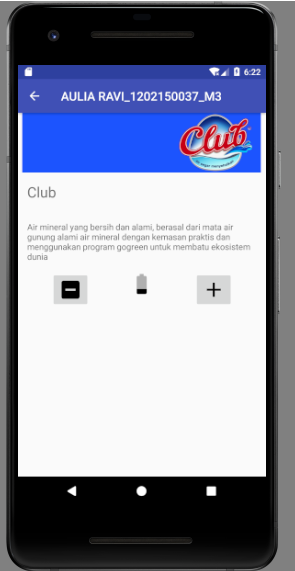 6:22
AULIA RAVI_1202150037_M3
Club
Club
Air mineral yang bersih dan alami, berasal dari mata air
gunung alami air mineral dengan kemasan praktis dan
menggunakan program gogreen untuk membatu ekosistem
dunia